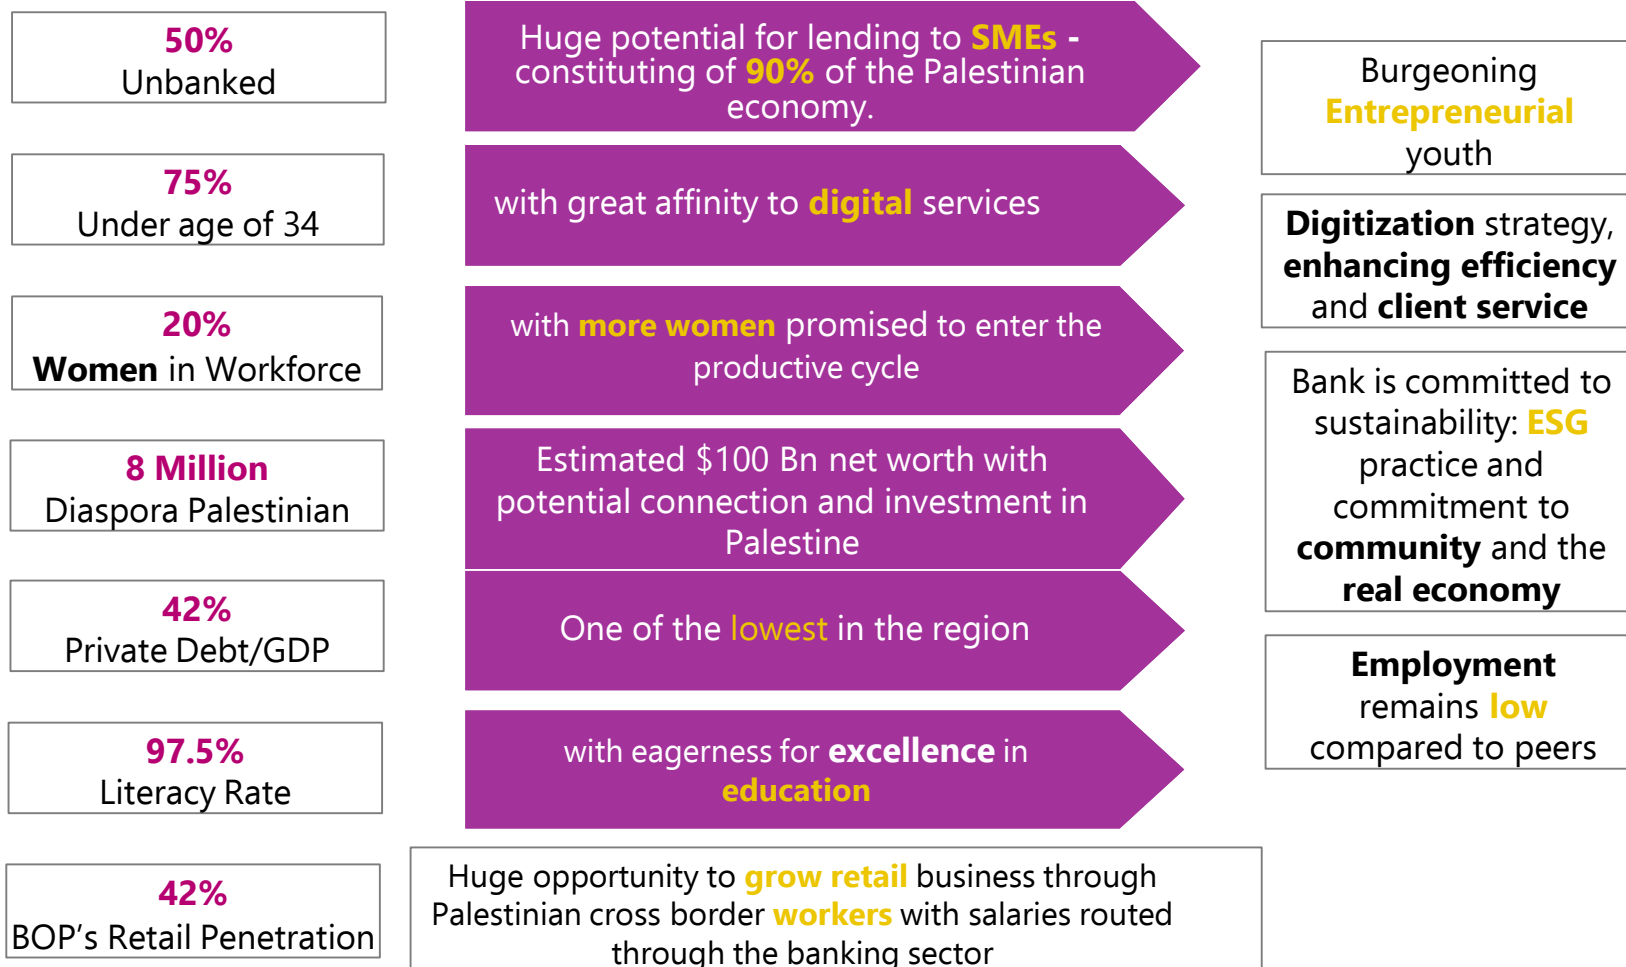 50%
Unbanked
Huge potential for lending to SMEs -
constituting of 90% of the Palestinian
economy.
75%
Under age of 34
with great affinity to digital services
20%
Women in Workforce
with more women promised to enter the
productive cycle
8 Million
Diaspora Palestinian
Estimated $100 Bn net worth with
potential connection and investment in
Palestine
42%
Private Debt/GDP
One of the lowest in the region
97.5%
Literacy Rate
with eagerness for excellence in
education
42%
BOP's Retail Penetration
Huge opportunity to grow retail business through
Palestinian cross border workers with salaries routed
through the banking sector
Burgeoning
Entrepreneurial
youth
Digitization strategy,
enhancing efficiency
and client service
Bank is committed to
sustainability: ESG
practice and
commitment to
community and the
real economy
Employment
remains low
compared to peers